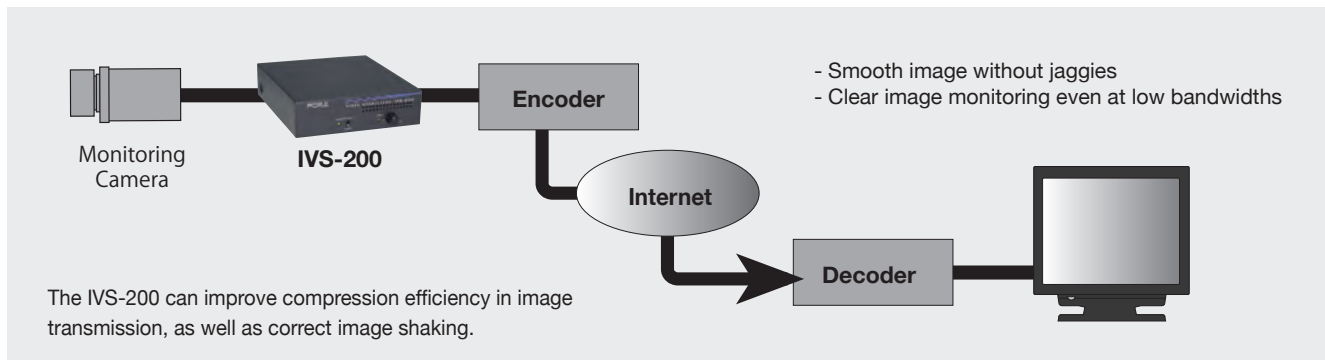 - Smooth image without jaggies
- Clear image monitoring even at low bandwidths
Encoder
Monitoring
Camera
IVS-200
Internet
Decoder
The IVS-200 can improve compression efficiency in image
transmission, as well as correct image shaking.